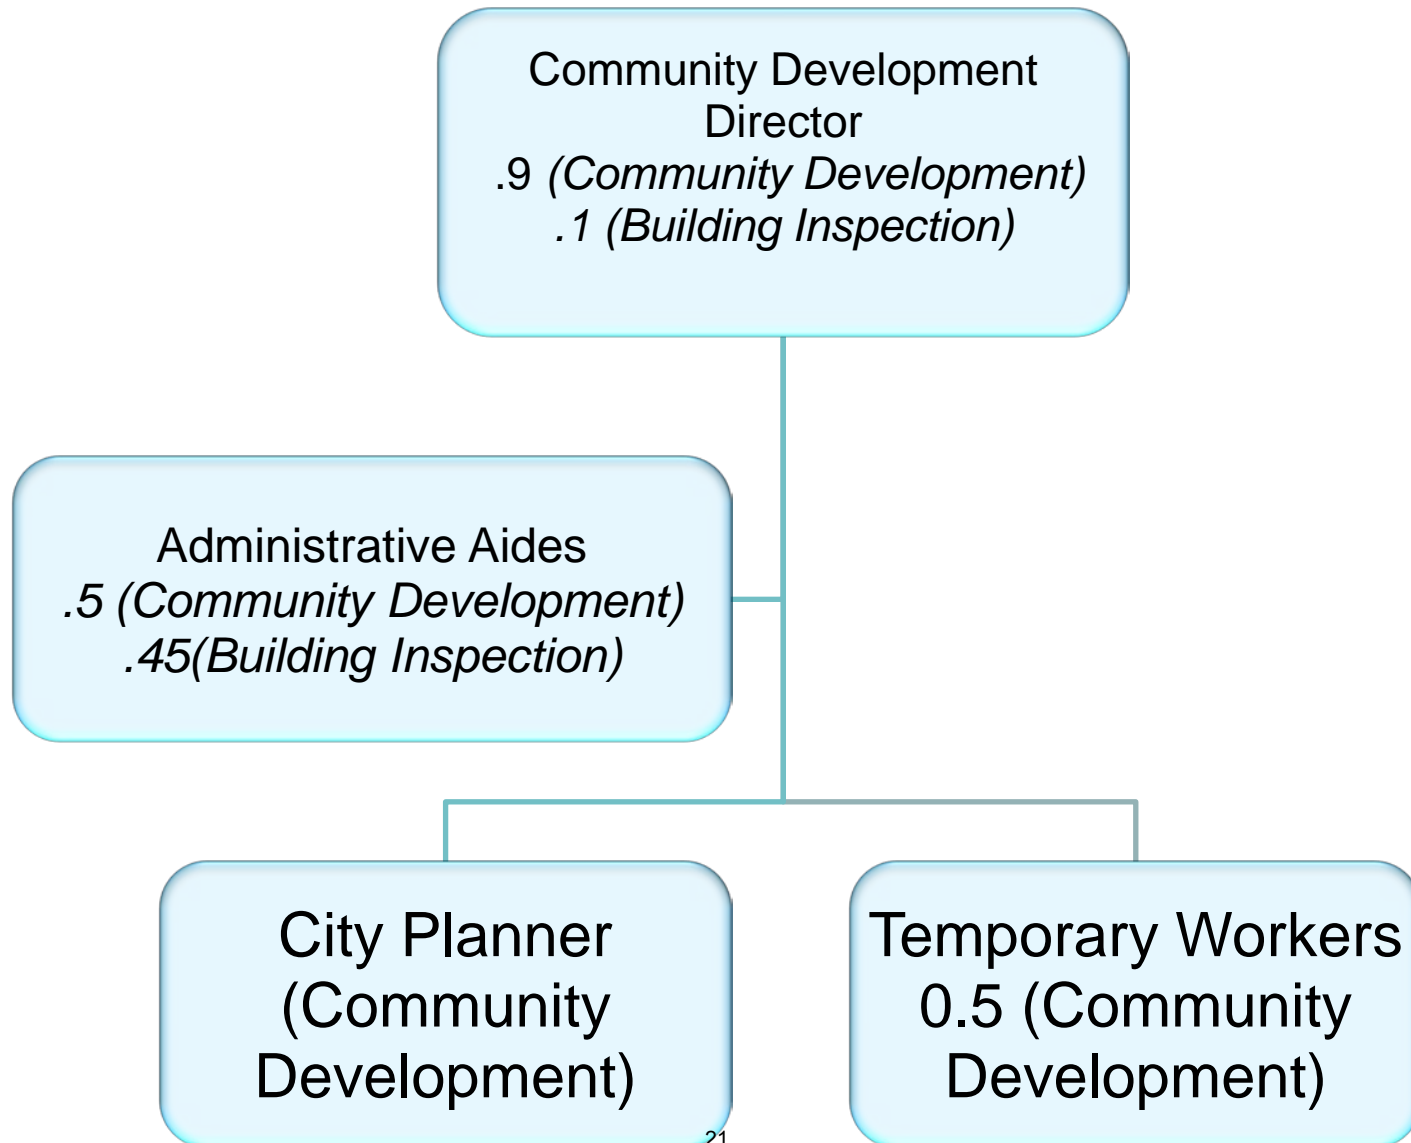 Community Development
Director
.9 (Community Development)
.1 (Building Inspection)
Administrative Aides
.5 (Community Development)
.45(Building Inspection)
City Planner
(Community
Development)
Temporary Workers
0.5 (Community
Development)
21